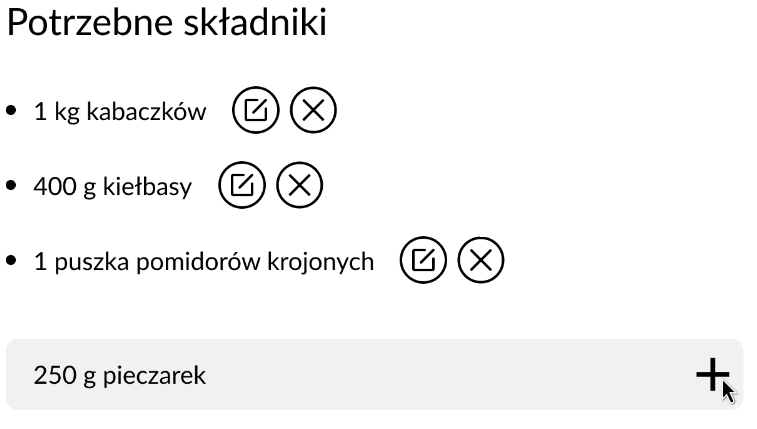 Potrzebne składniki
1 kg kabaczków
400 g kiełbasy
1 puszka pomidorów krojonych
250 g pieczarek